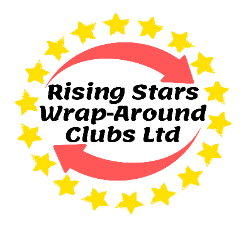 Rising Stars
Wrap-Around
Clubs Ltd